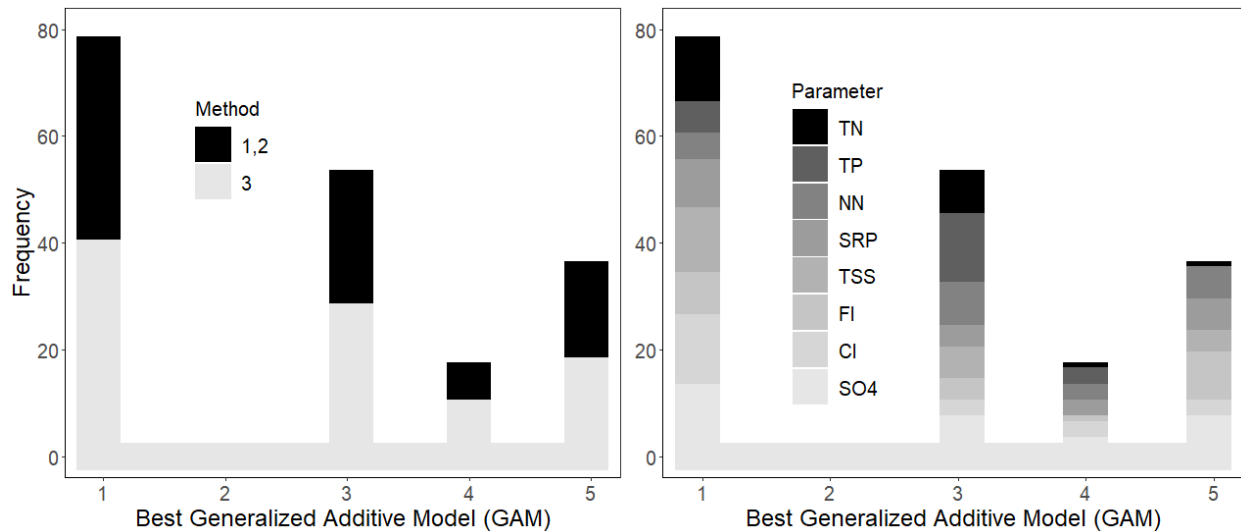 80
60
40
20
0
Frequency
Method
1,2
3
1 2 3 4 5
Best Generalized Additive Model (GAM)
80
60
40
20
0
Parameter
TN
TP
NN
SRP
TSS
Fl
Cl
SO4
1 2 3 4 5
Best Generalized Additive Model (GAM)